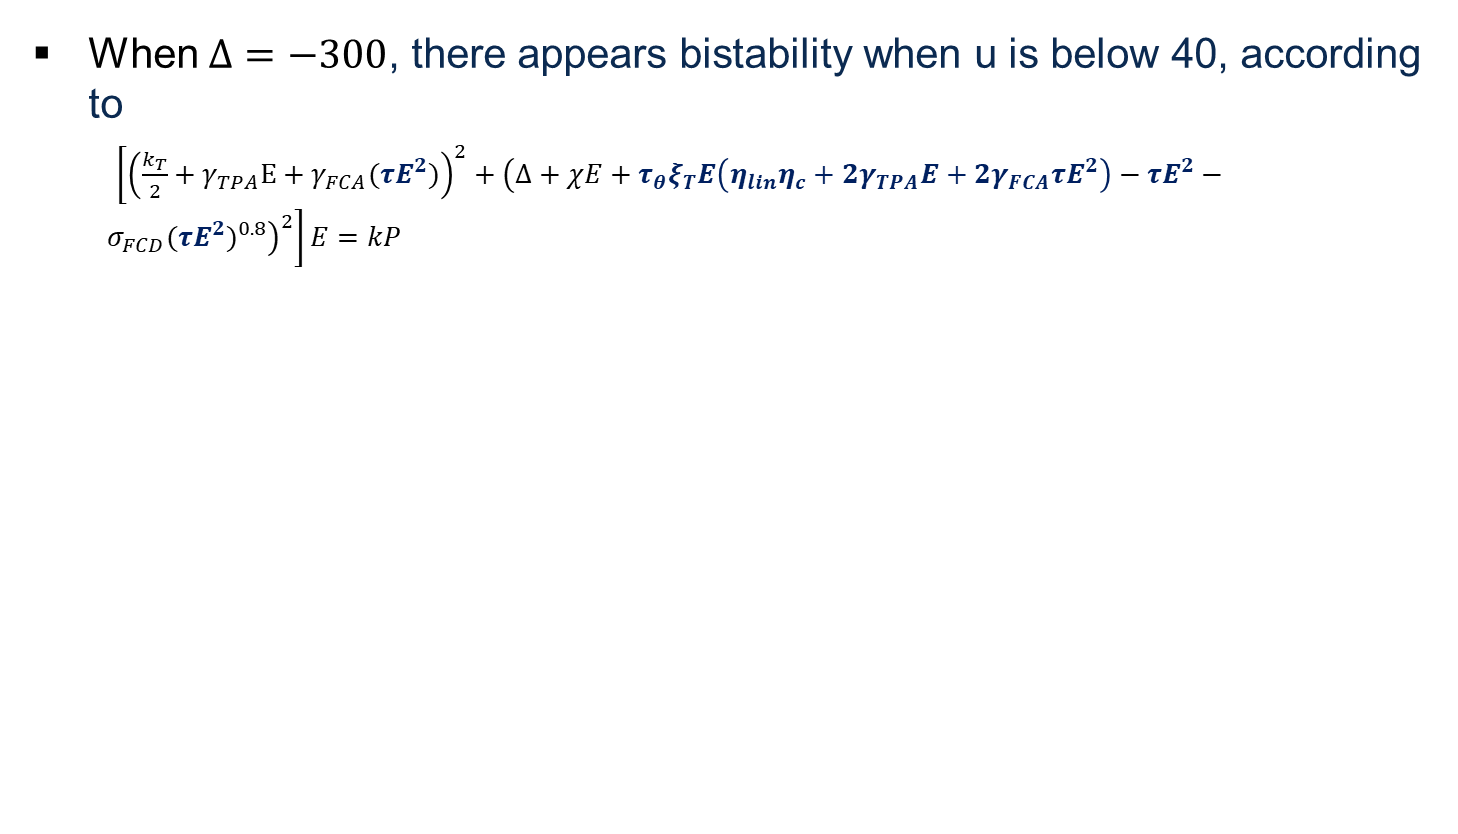 ▪ When Δ = −300, there appears bistability when u is below 40, according
to
[(k_T/2 + γ_TPA E + γ_FCA (τE²))² + (Δ + χE + τ_θ ξ_T E(η_lin η_c + 2γ_TPA E + 2γ_FCA τE²) − τE² −
σ_FCD (τE²)^0.8)²] E = kP